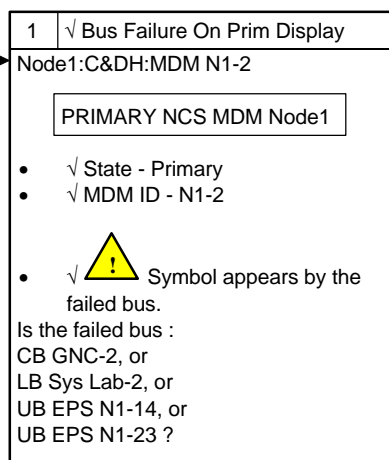 1 √ Bus Failure On Prim Display
Node1:C&DH:MDM N1-2
PRIMARY NCS MDM Node1
• √ State - Primary
• √ MDM ID - N1-2
!
• √ Symbol appears by the
failed bus.
Is the failed bus :
CB GNC-2, or
LB Sys Lab-2, or
UB EPS N1-14, or
UB EPS N1-23 ?